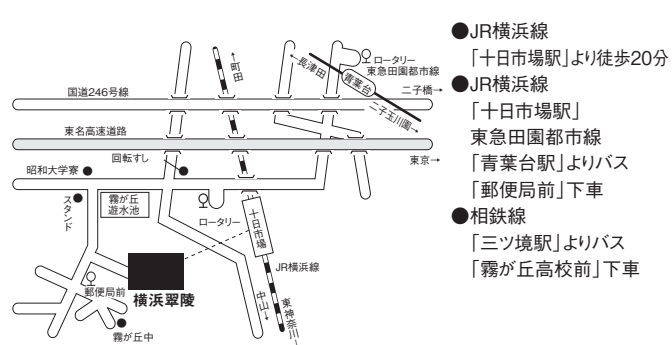 ●JR横浜線
「十日市場駅」より徒歩20分
●JR横浜線
「十日市場駅」
東急田園都市線
「青葉台駅」よりバス
「郵便局前」下車
●相鉄線
「三ツ境駅」よりバス
「霧が丘高校前」下車
←町田
←長津田
青葉台
ロータリー
東急田園都市線
二子橋→
二子玉川園→
国道246号線
東名高速道路
東京→
回転すし
昭和大学寮
スタンド
霧が丘
遊水池
ロータリー
十日市場
JR横浜線
中山→
東神奈川→
郵便局前
横浜翠陵
霧が丘中